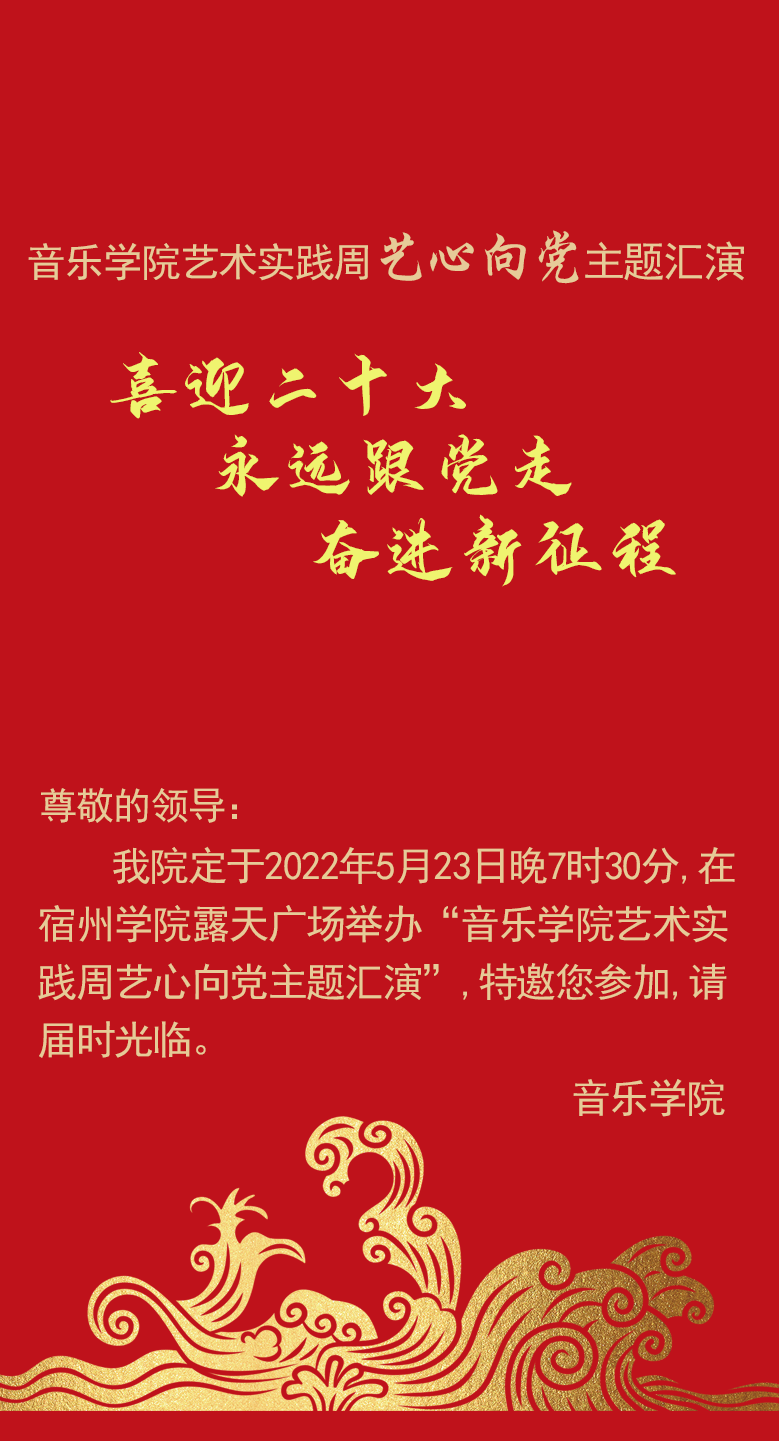 音乐学院艺术实践周艺心向党主题汇演
喜迎二十大
永远跟党走
奋进新征程
尊敬的领导：
我院定于2022年5月23日晚7时30分,在
宿州学院露天广场举办“音乐学院艺术实
践周艺心向党主题汇演”,特邀您参加,请
届时光临。
音乐学院